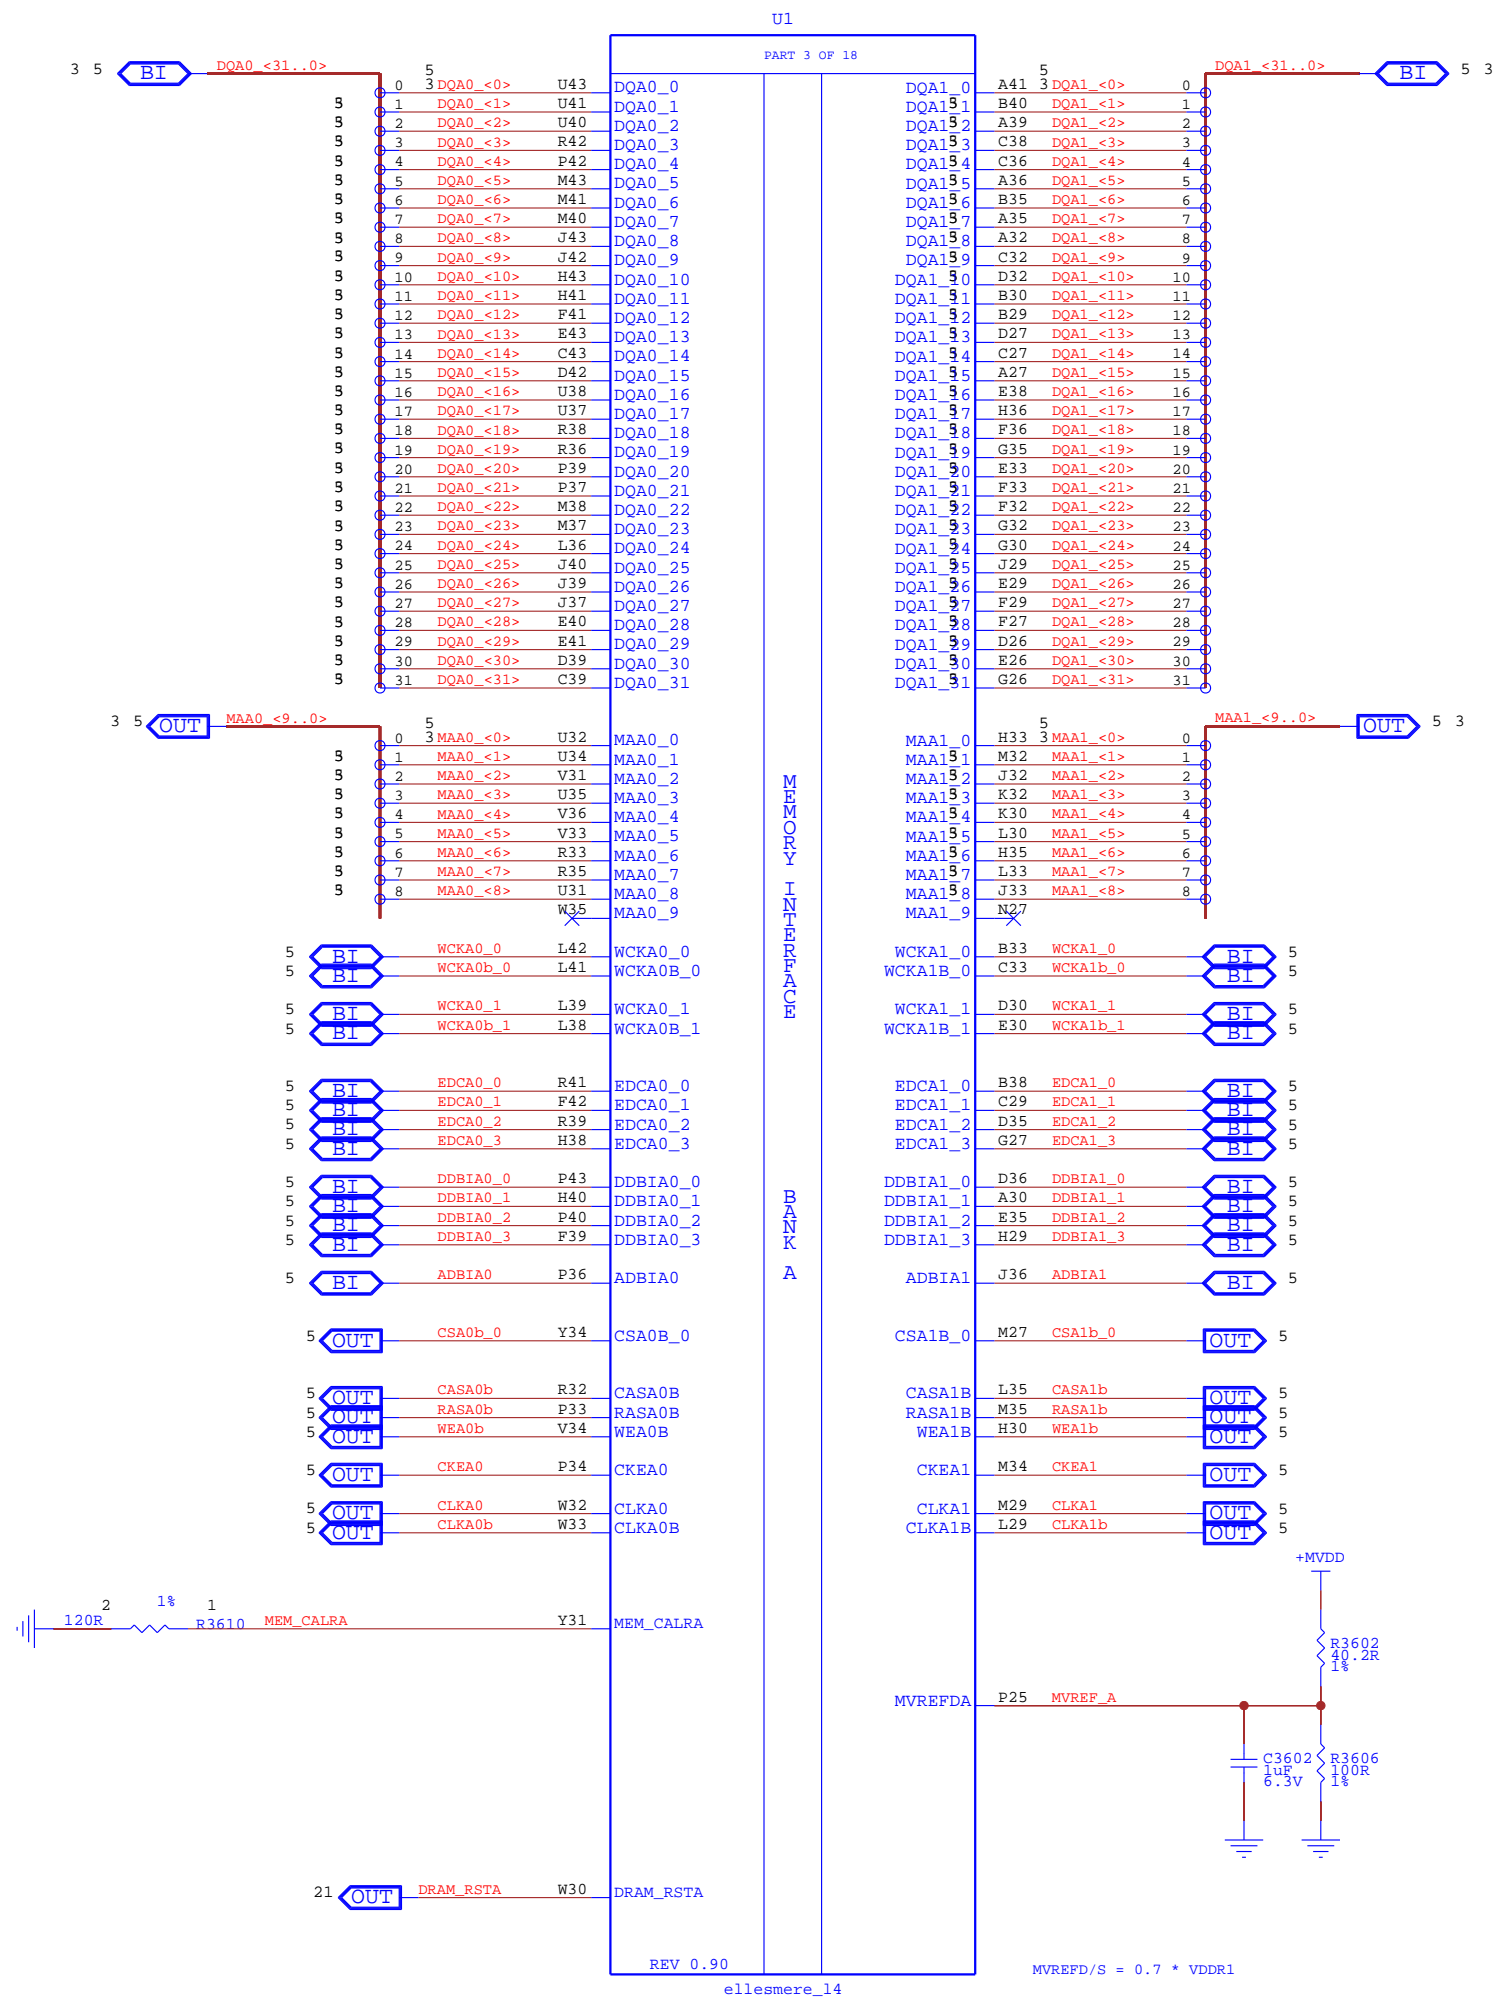 U1
PART 3 OF 18
3 5 BI DQA0_<31..0>
DQA1_<31..0> BI 5 3
5 5
0 3 DQA0_<0> U43 DQA0_0 DQA1_0 A41 3 DQA1_<0> 0
1 DQA0_<1> U41 DQA0_1 DQA1_1 B40 DQA1_<1> 1
2 DQA0_<2> U40 DQA0_2 DQA1_2 A39 DQA1_<2> 2
3 DQA0_<3> R42 DQA0_3 DQA1_3 C38 DQA1_<3> 3
4 DQA0_<4> P42 DQA0_4 DQA1_4 C36 DQA1_<4> 4
5 DQA0_<5> M43 DQA0_5 DQA1_5 A36 DQA1_<5> 5
6 DQA0_<6> M41 DQA0_6 DQA1_6 B35 DQA1_<6> 6
7 DQA0_<7> M40 DQA0_7 DQA1_7 A35 DQA1_<7> 7
8 DQA0_<8> J43 DQA0_8 DQA1_8 A32 DQA1_<8> 8
9 DQA0_<9> J42 DQA0_9 DQA1_9 C32 DQA1_<9> 9
10 DQA0_<10> H43 DQA0_10 DQA1_10 D32 DQA1_<10> 10
11 DQA0_<11> H41 DQA0_11 DQA1_11 B30 DQA1_<11> 11
12 DQA0_<12> F41 DQA0_12 DQA1_12 B29 DQA1_<12> 12
13 DQA0_<13> E43 DQA0_13 DQA1_13 D27 DQA1_<13> 13
14 DQA0_<14> C43 DQA0_14 DQA1_14 C27 DQA1_<14> 14
15 DQA0_<15> D42 DQA0_15 DQA1_15 A27 DQA1_<15> 15
16 DQA0_<16> U38 DQA0_16 DQA1_16 E38 DQA1_<16> 16
17 DQA0_<17> U37 DQA0_17 DQA1_17 H36 DQA1_<17> 17
18 DQA0_<18> R38 DQA0_18 DQA1_18 F36 DQA1_<18> 18
19 DQA0_<19> R36 DQA0_19 DQA1_19 G35 DQA1_<19> 19
20 DQA0_<20> P39 DQA0_20 DQA1_20 E33 DQA1_<20> 20
21 DQA0_<21> P37 DQA0_21 DQA1_21 F33 DQA1_<21> 21
22 DQA0_<22> M38 DQA0_22 DQA1_22 F32 DQA1_<22> 22
23 DQA0_<23> M37 DQA0_23 DQA1_23 G32 DQA1_<23> 23
24 DQA0_<24> L36 DQA0_24 DQA1_24 G30 DQA1_<24> 24
25 DQA0_<25> J40 DQA0_25 DQA1_25 J29 DQA1_<25> 25
26 DQA0_<26> J39 DQA0_26 DQA1_26 E29 DQA1_<26> 26
27 DQA0_<27> J37 DQA0_27 DQA1_27 F29 DQA1_<27> 27
28 DQA0_<28> E40 DQA0_28 DQA1_28 F27 DQA1_<28> 28
29 DQA0_<29> E41 DQA0_29 DQA1_29 D26 DQA1_<29> 29
30 DQA0_<30> D39 DQA0_30 DQA1_30 E26 DQA1_<30> 30
31 DQA0_<31> C39 DQA0_31 DQA1_31 G26 DQA1_<31> 31
3 5 OUT MAA0_<9..0>
MAA1_<9..0> OUT 5 3
5 5
0 3 MAA0_<0> U32 MAA0_0 MAA1_0 H33 3 MAA1_<0> 0
1 MAA0_<1> U34 MAA0_1 MAA1_1 M32 MAA1_<1> 1
2 MAA0_<2> V31 MAA0_2 MAA1_2 J32 MAA1_<2> 2
3 MAA0_<3> U35 MAA0_3 MAA1_3 K32 MAA1_<3> 3
4 MAA0_<4> V36 MAA0_4 MAA1_4 K30 MAA1_<4> 4
5 MAA0_<5> V33 MAA0_5 MAA1_5 L30 MAA1_<5> 5
6 MAA0_<6> R33 MAA0_6 MAA1_6 H35 MAA1_<6> 6
7 MAA0_<7> R35 MAA0_7 MAA1_7 L33 MAA1_<7> 7
8 MAA0_<8> U31 MAA0_8 MAA1_8 J33 MAA1_<8> 8
W35 MAA0_9 MAA1_9 N27
MEMORY INTERFACE BANK A
5 BI WCKA0_0 L42 WCKA0_0 WCKA1_0 B33 WCKA1_0 BI 5
5 BI WCKA0b_0 L41 WCKA0B_0 WCKA1B_0 C33 WCKA1b_0 BI 5
5 BI WCKA0_1 L39 WCKA0_1 WCKA1_1 D30 WCKA1_1 BI 5
5 BI WCKA0b_1 L38 WCKA0B_1 WCKA1B_1 E30 WCKA1b_1 BI 5
5 BI EDCA0_0 R41 EDCA0_0 EDCA1_0 B38 EDCA1_0 BI 5
5 BI EDCA0_1 F42 EDCA0_1 EDCA1_1 C29 EDCA1_1 BI 5
5 BI EDCA0_2 R39 EDCA0_2 EDCA1_2 D35 EDCA1_2 BI 5
5 BI EDCA0_3 H38 EDCA0_3 EDCA1_3 G27 EDCA1_3 BI 5
5 BI DDBIA0_0 P43 DDBIA0_0 DDBIA1_0 D36 DDBIA1_0 BI 5
5 BI DDBIA0_1 H40 DDBIA0_1 DDBIA1_1 A30 DDBIA1_1 BI 5
5 BI DDBIA0_2 P40 DDBIA0_2 DDBIA1_2 E35 DDBIA1_2 BI 5
5 BI DDBIA0_3 F39 DDBIA0_3 DDBIA1_3 H29 DDBIA1_3 BI 5
5 BI ADBIA0 P36 ADBIA0 ADBIA1 J36 ADBIA1 BI 5
5 OUT CSA0b_0 Y34 CSA0B_0 CSA1B_0 M27 CSA1b_0 OUT 5
5 OUT CASA0b R32 CASA0B CASA1B L35 CASA1b OUT 5
5 OUT RASA0b P33 RASA0B RASA1B M35 RASA1b OUT 5
5 OUT WEA0b V34 WEA0B WEA1B H30 WEA1b OUT 5
5 OUT CKEA0 P34 CKEA0 CKEA1 M34 CKEA1 OUT 5
5 OUT CLKA0 W32 CLKA0 CLKA1 M29 CLKA1 OUT 5
5 OUT CLKA0b W33 CLKA0B CLKA1B L29 CLKA1b OUT 5
+MVDD
2 1% 1
120R R3610 MEM_CALRA Y31 MEM_CALRA
R3602
40.2R
1%
MVREFDA P25 MVREF_A
C3602
1uF
6.3V
R3606
100R
1%
21 OUT DRAM_RSTA W30 DRAM_RSTA
REV 0.90
MVREFD/S = 0.7 * VDDR1
ellesmere_l4